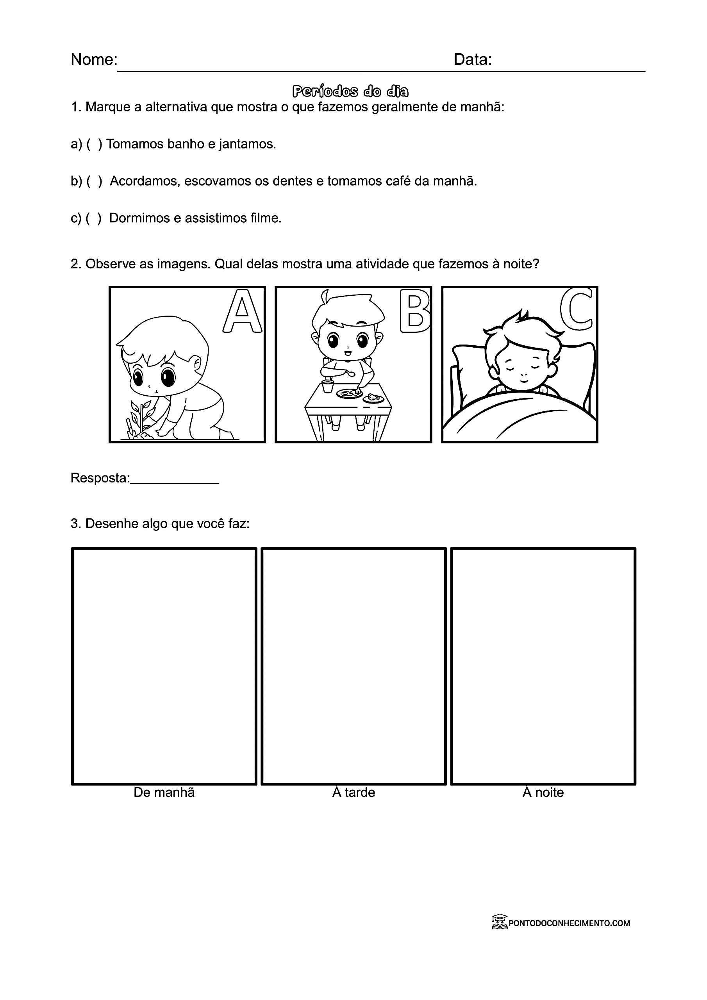 Nome: Data:
Períodos do dia
1. Marque a alternativa que mostra o que fazemos geralmente de manhã:
a) ( ) Tomamos banho e jantamos.
b) ( ) Acordamos, escovamos os dentes e tomamos café da manhã.
c) ( ) Dormimos e assistimos filme.
2. Observe as imagens. Qual delas mostra uma atividade que fazemos à noite?
A B C
Resposta:____________
3. Desenhe algo que você faz:
De manhã À tarde À noite
PONTODOCONHECIMENTO.COM